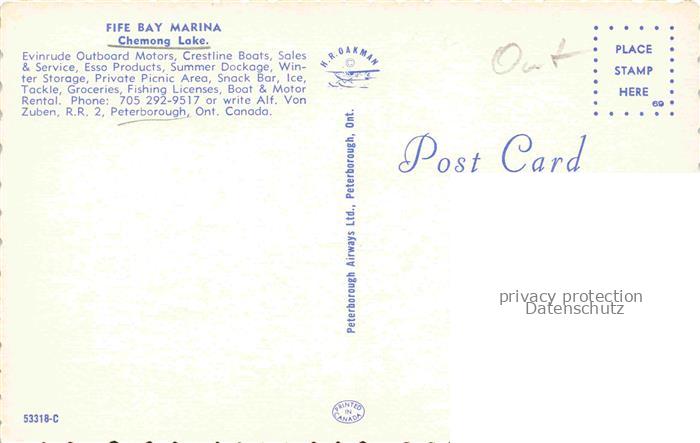 FIFE BAY MARINA
Chemong Lake.
Evinrude Outboard Motors, Crestline Boats, Sales
& Service, Esso Products, Summer Dockage, Win-
ter Storage, Private Picnic Area, Snack Bar, Ice,
Tackle, Groceries, Fishing Licenses, Boat & Motor
Rental. Phone: 705 292-9517 or write Alf. Von
Zuben, R.R. 2, Peterborough, Ont. Canada.
H. R. OAKMAN
©
Peterborough Airways Ltd., Peterborough, Ont.
Ont
PLACE
STAMP
HERE
69
Post Card
privacy protection
Datenschutz
53318-C
PRINTED
IN
CANADA